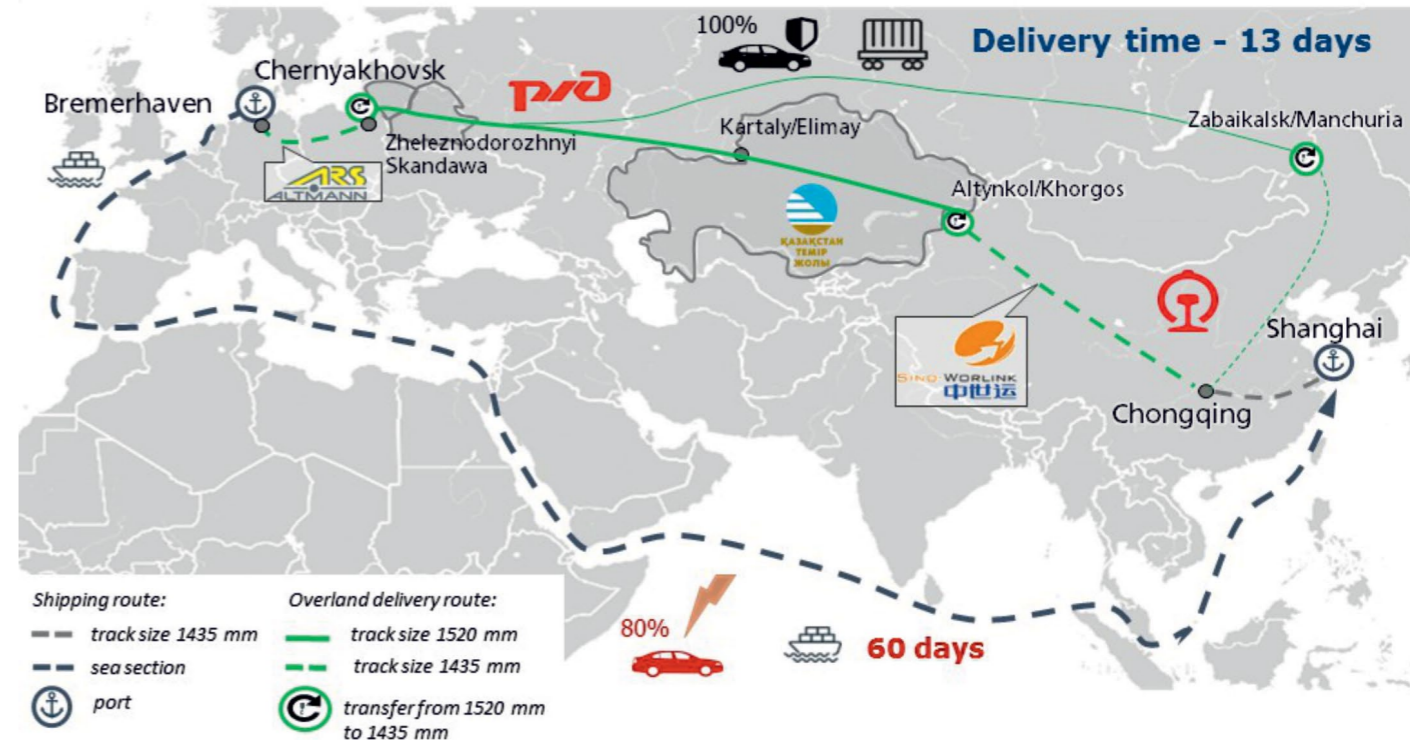 100%
Delivery time - 13 days
Chernyakhovsk
Bremerhaven
Zheleznodorozhnyi
Skandawa
ARS
ALTMANN
Kartaly/Elimay
Zabaikalsk/Manchuria
Altynkol/Khorgos
ҚАЗАҚСТАН
ТЕМІР
ЖОЛЫ
SINO-WORLINK
中世运
Shanghai
Chongqing
80%
60 days
Shipping route:
track size 1435 mm
sea section
port
Overland delivery route:
track size 1520 mm
track size 1435 mm
transfer from 1520 mm
to 1435 mm